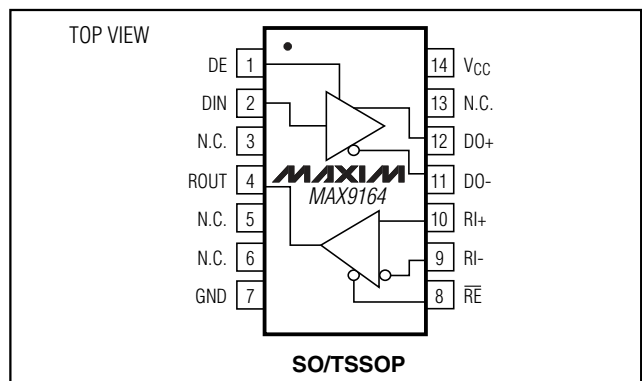 TOP VIEW
DE 1
DIN 2
N.C. 3
ROUT 4
N.C. 5
N.C. 6
GND 7
14 VCC
13 N.C.
12 DO+
11 DO-
10 RI+
9 RI-
8 R̅E̅
MAXIM
MAX9164
SO/TSSOP